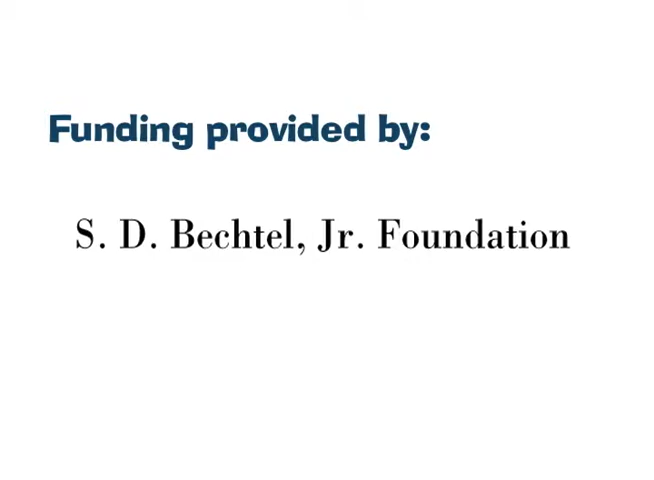 Funding provided by:
S. D. Bechtel, Jr. Foundation